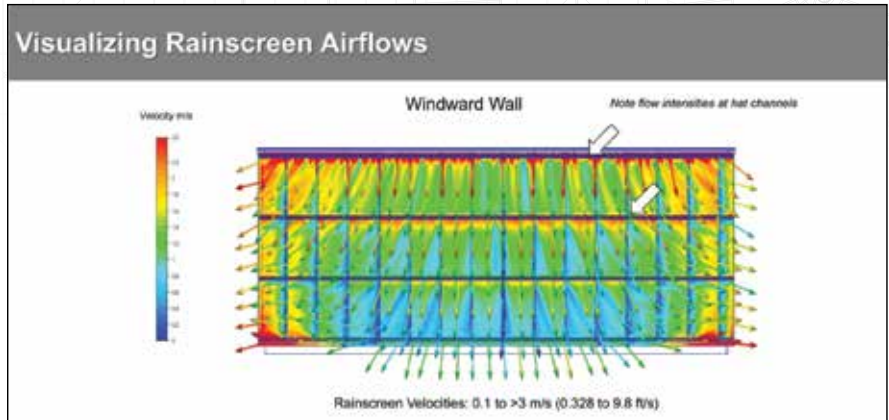 Visualizing Rainscreen Airflows
Windward Wall
Note flow intensities at hat channels
Velocity m/s
Rainscreen Velocities: 0.1 to >3 m/s (0.328 to 9.8 ft/s)